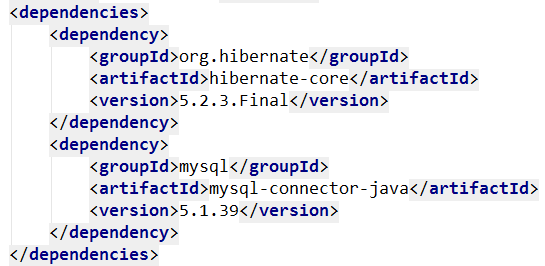 <dependencies>
<dependency>
<groupId>org.hibernate</groupId>
<artifactId>hibernate-core</artifactId>
<version>5.2.3.Final</version>
</dependency>
<dependency>
<groupId>mysql</groupId>
<artifactId>mysql-connector-java</artifactId>
<version>5.1.39</version>
</dependency>
</dependencies>